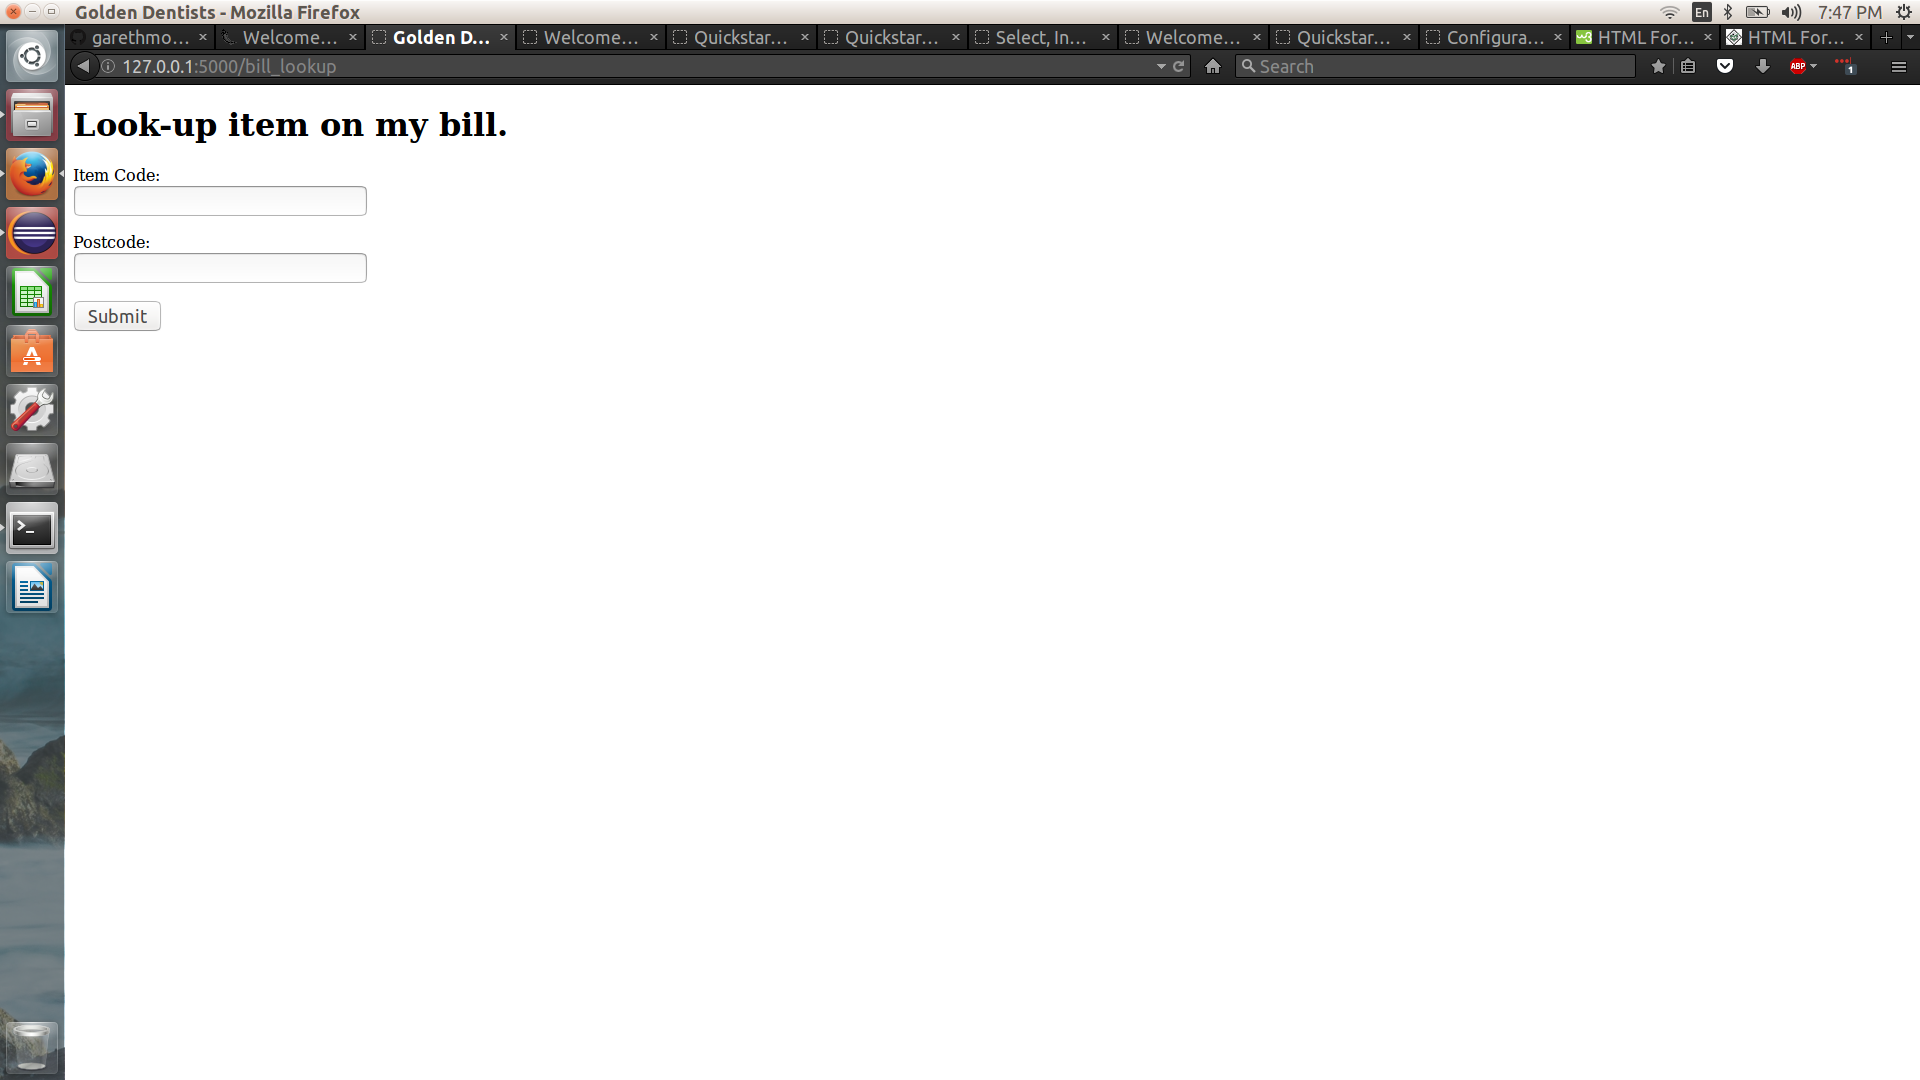 Golden Dentists - Mozilla Firefox
En
7:47 PM
garethmo...
Welcome...
Golden D...
Welcome...
Quickstar...
Quickstar...
Select, In...
Welcome...
Quickstar...
Configura...
HTML For...
HTML For...
127.0.0.1:5000/bill_lookup
Search
ABP
1
Look-up item on my bill.
Item Code:
Postcode:
Submit